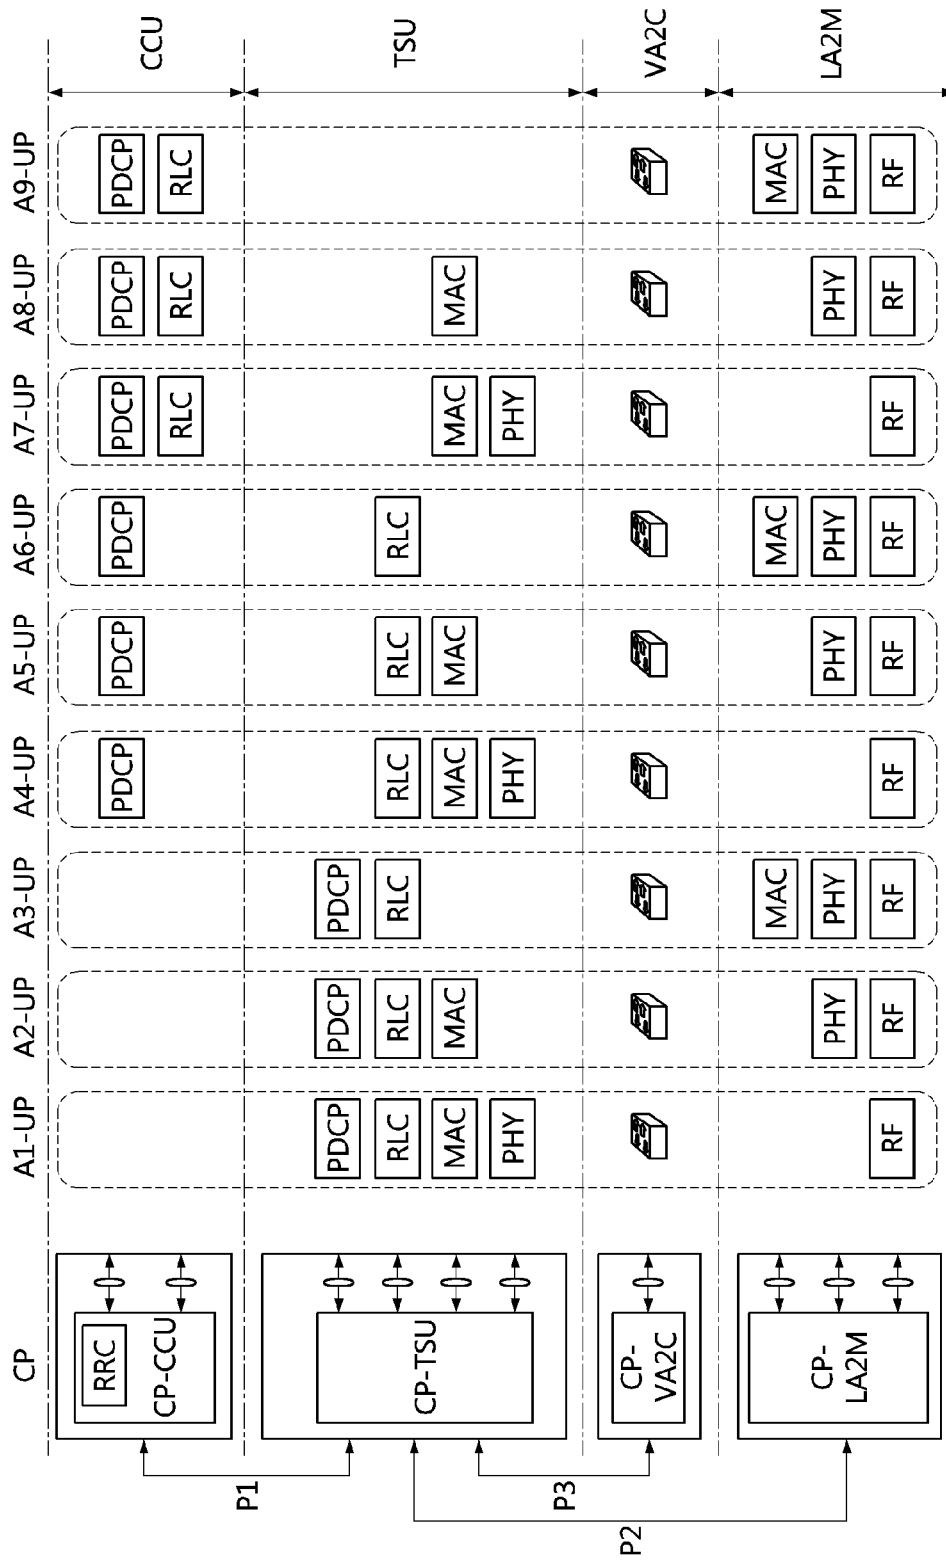 CP
A1-UP
A2-UP
A3-UP
A4-UP
A5-UP
A6-UP
A7-UP
A8-UP
A9-UP
RRC
CP-CCU
PDCP
PDCP
PDCP
PDCP
PDCP
PDCP
RLC
RLC
RLC
CCU
P1
CP-TSU
PDCP
PDCP
PDCP
RLC
RLC
RLC
RLC
RLC
RLC
MAC
MAC
MAC
MAC
MAC
MAC
PHY
PHY
PHY
TSU
P3
P2
CP-
VA2C
VA2C
CP-
LA2M
MAC
MAC
MAC
PHY
PHY
PHY
PHY
PHY
PHY
RF
RF
RF
RF
RF
RF
RF
RF
RF
LA2M